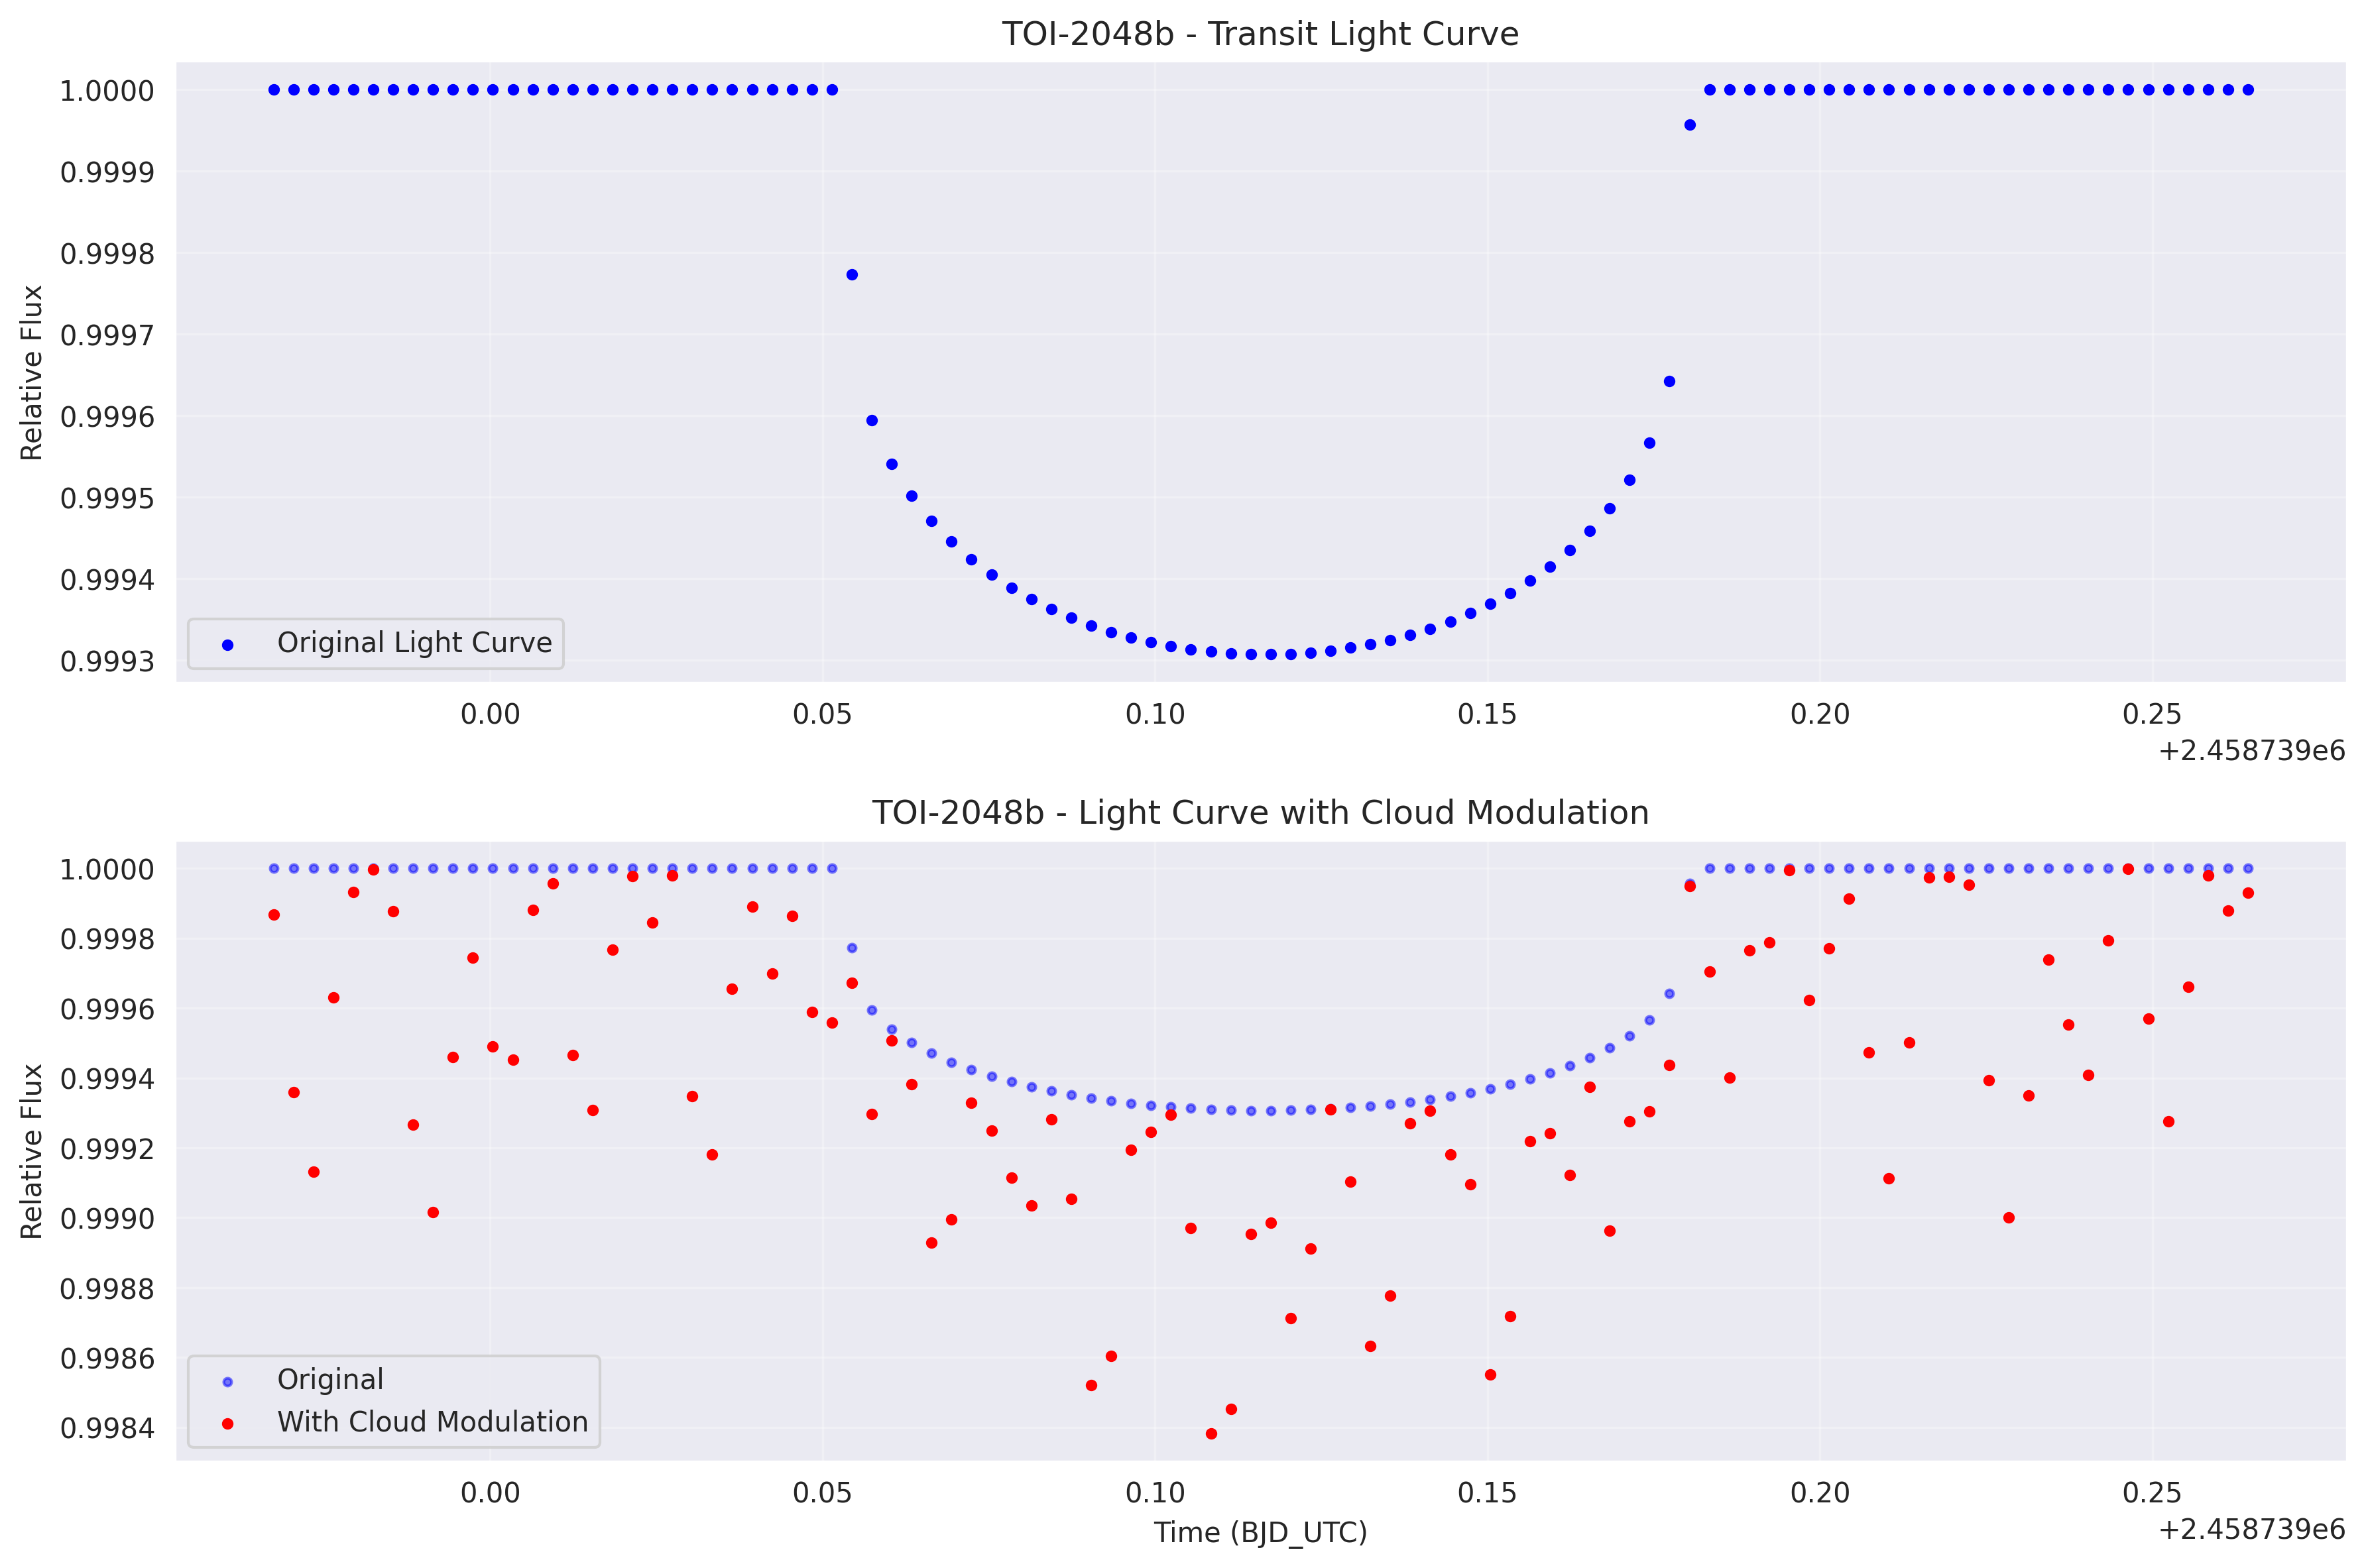 TOI-2048b - Transit Light Curve
Relative Flux
1.0000
0.9999
0.9998
0.9997
0.9996
0.9995
0.9994
0.9993
Original Light Curve
0.00 0.05 0.10 0.15 0.20 0.25
+2.458739e6
TOI-2048b - Light Curve with Cloud Modulation
Relative Flux
1.0000
0.9998
0.9996
0.9994
0.9992
0.9990
0.9988
0.9986
0.9984
Original
With Cloud Modulation
0.00 0.05 0.10 0.15 0.20 0.25
Time (BJD_UTC)
+2.458739e6